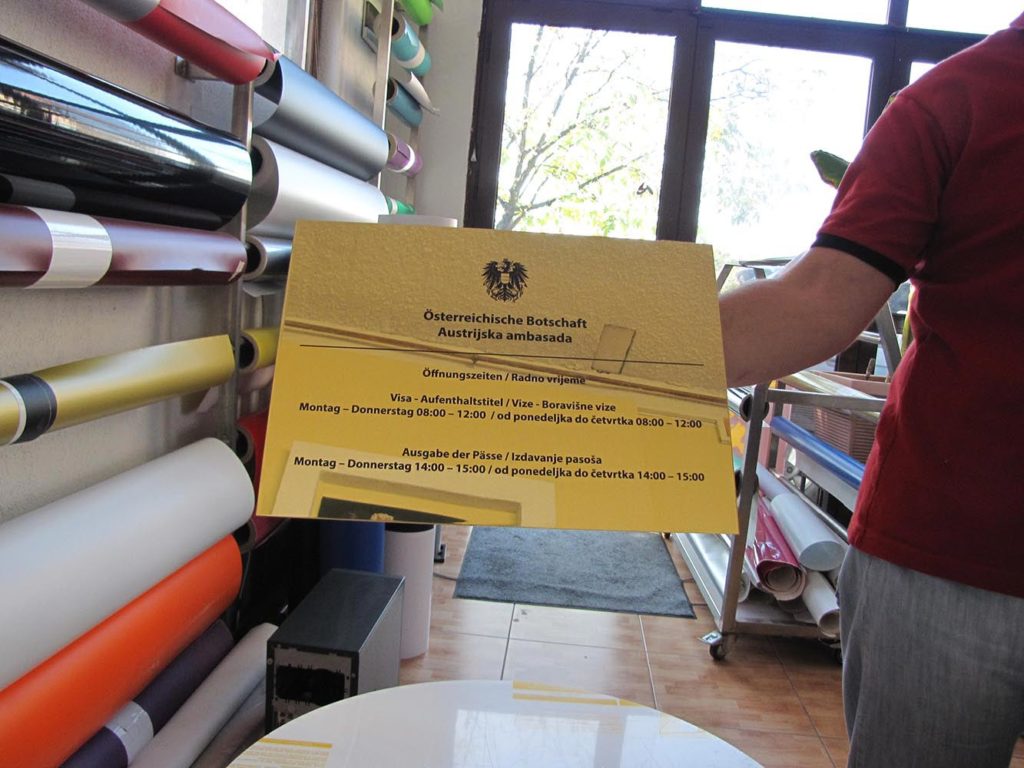 Österreichische Botschaft
Austrijska ambasada
Öffnungszeiten / Radno vrijeme
Visa - Aufenthaltstitel / Vize - Boravišne vize
Montag – Donnerstag 08:00 – 12:00 / od ponedeljka do četvrtka 08:00 – 12:00
Ausgabe der Pässe / Izdavanje pasoša
Montag – Donnerstag 14:00 – 15:00 / od ponedeljka do četvrtka 14:00 – 15:00